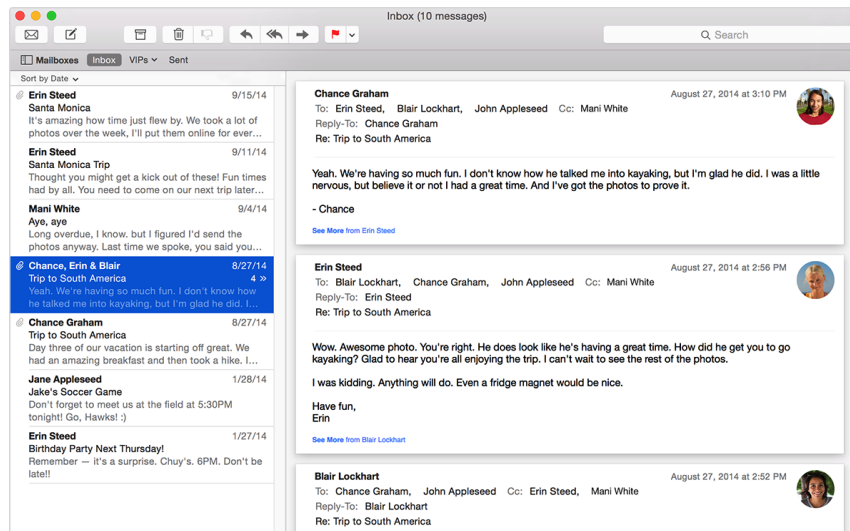 Inbox (10 messages)
Search
Mailboxes Inbox VIPs Sent
Sort by Date
Erin Steed 9/15/14
Santa Monica
It's amazing how time just flew by. We took a lot of
photos over the week, I'll put them online for ever...
Erin Steed 9/11/14
Santa Monica Trip
Thought you might get a kick out of these! Fun times
had by all. You need to come on our next trip later...
Mani White 9/4/14
Aye, aye
Long overdue, I know. but I figured I'd send the
photos anyway. Last time we spoke, you said you...
Chance, Erin & Blair 8/27/14
Trip to South America 4 »
Yeah. We're having so much fun. I don't know how
he talked me into kayaking, but I'm glad he did. I...
Chance Graham 8/27/14
Trip to South America
Day three of our vacation is starting off great. We
had an amazing breakfast and then took a hike. I...
Jane Appleseed 1/28/14
Jake's Soccer Game
Don't forget to meet us at the field at 5:30PM
tonight! Go, Hawks! :)
Erin Steed 1/27/14
Birthday Party Next Thursday!
Remember — it's a surprise. Chuy's. 6PM. Don't be
late!!
Chance Graham August 27, 2014 at 3:10 PM
To: Erin Steed, Blair Lockhart, John Appleseed Cc: Mani White
Reply-To: Chance Graham
Re: Trip to South America
Yeah. We're having so much fun. I don't know how he talked me into kayaking, but I'm glad he did. I was a little
nervous, but believe it or not I had a great time. And I've got the photos to prove it.
- Chance
See More from Erin Steed
Erin Steed August 27, 2014 at 2:56 PM
To: Blair Lockhart, Chance Graham, John Appleseed Cc: Mani White
Reply-To: Erin Steed
Re: Trip to South America
Wow. Awesome photo. You're right. He does look like he's having a great time. How did he get you to go
kayaking? Glad to hear you're all enjoying the trip. I can't wait to see the rest of the photos.
I was kidding. Anything will do. Even a fridge magnet would be nice.
Have fun,
Erin
See More from Blair Lockhart
Blair Lockhart August 27, 2014 at 2:52 PM
To: Chance Graham, John Appleseed Cc: Erin Steed, Mani White
Reply-To: Blair Lockhart
Re: Trip to South America